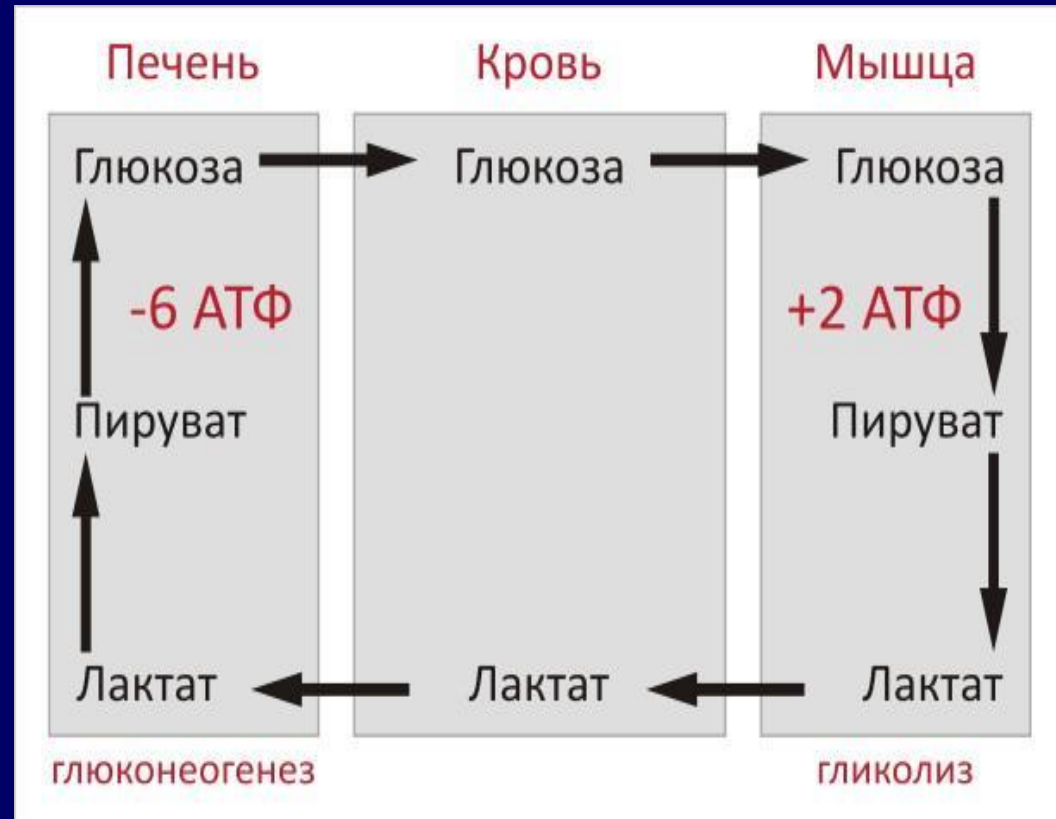 Печень Кровь Мышца
Глюкоза Глюкоза Глюкоза
-6 АТФ +2 АТФ
Пируват Пируват
Лактат Лактат Лактат
глюконеогенез гликолиз